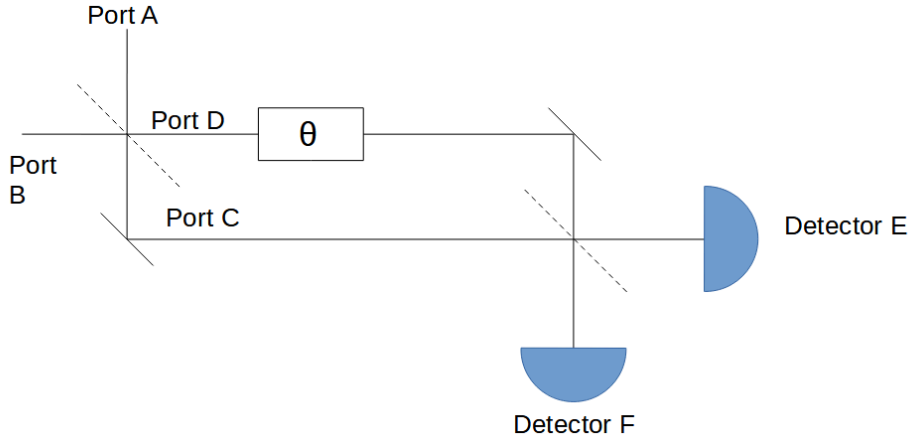 Port A
Port D
θ
Port
B
Port C
Detector E
Detector F